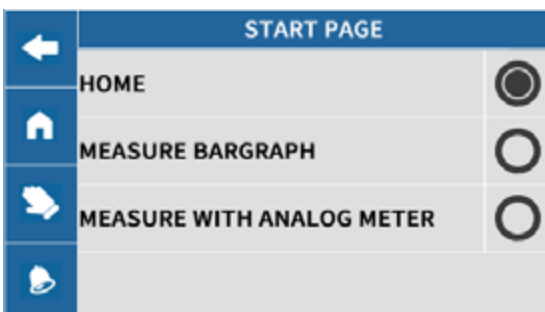 START PAGE
HOME
MEASURE BARGRAPH
MEASURE WITH ANALOG METER